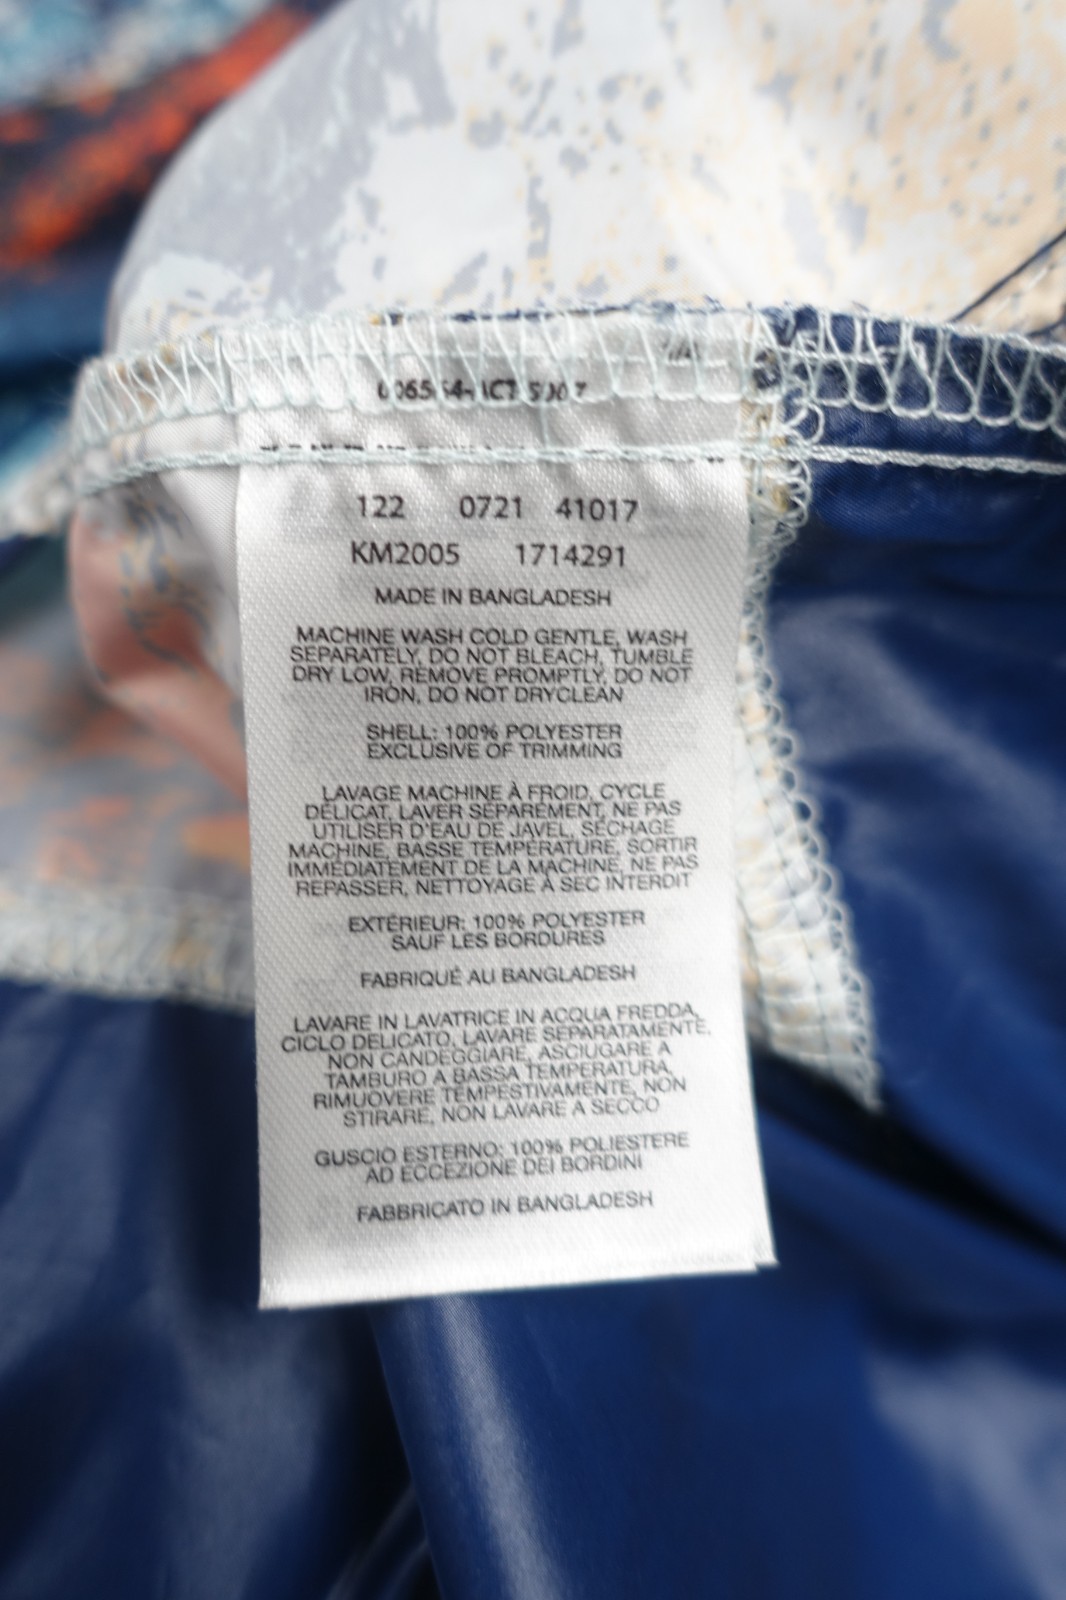 122 0721 41017
KM2005 1714291
MADE IN BANGLADESH
MACHINE WASH COLD GENTLE, WASH
SEPARATELY, DO NOT BLEACH, TUMBLE
DRY LOW, REMOVE PROMPTLY, DO NOT
IRON, DO NOT DRYCLEAN
SHELL: 100% POLYESTER
EXCLUSIVE OF TRIMMING
LAVAGE MACHINE À FROID, CYCLE
DÉLICAT, LAVER SÉPARÉMENT, NE PAS
UTILISER D'EAU DE JAVEL, SÉCHAGE
MACHINE, BASSE TEMPÉRATURE, SORTIR
IMMÉDIATEMENT DE LA MACHINE, NE PAS
REPASSER, NETTOYAGE À SEC INTERDIT
EXTÉRIEUR: 100% POLYESTER
SAUF LES BORDURES
FABRIQUÉ AU BANGLADESH
LAVARE IN LAVATRICE IN ACQUA FREDDA,
CICLO DELICATO, LAVARE SEPARATAMENTE,
NON CANDEGGIARE, ASCIUGARE A
TAMBURO A BASSA TEMPERATURA,
RIMUOVERE TEMPESTIVAMENTE, NON
STIRARE, NON LAVARE A SECCO
GUSCIO ESTERNO: 100% POLIESTERE
AD ECCEZIONE DEI BORDINI
FABBRICATO IN BANGLADESH